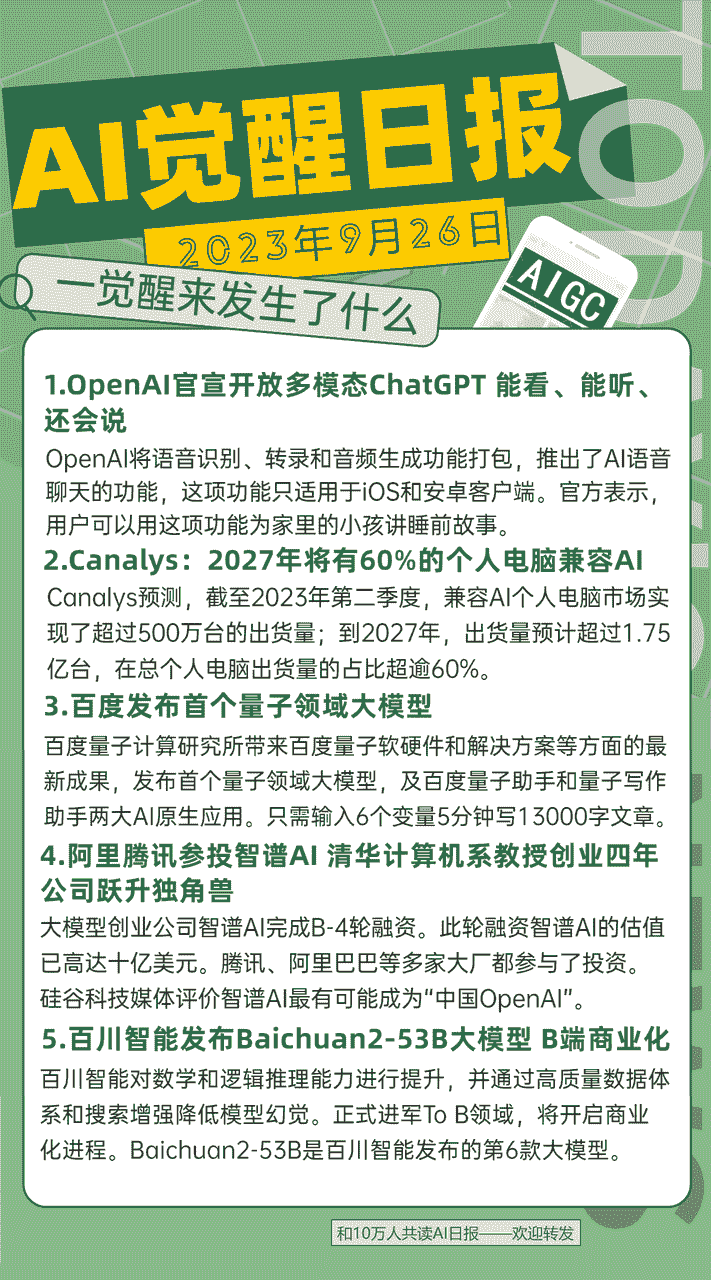 AI觉醒日报
2023年9月26日
一觉醒来发生了什么
AIGC
1.OpenAI官宣开放多模态ChatGPT 能看、能听、
还会说
OpenAI将语音识别、转录和音频生成功能打包，推出了AI语音
聊天的功能，这项功能只适用于iOS和安卓客户端。官方表示，
用户可以用这项功能为家里的小孩讲睡前故事。
2.Canalys：2027年将有60%的个人电脑兼容AI
Canalys预测，截至2023年第二季度，兼容AI个人电脑市场实
现了超过500万台的出货量；到2027年，出货量预计超过1.75
亿台，在总个人电脑出货量的占比超逾60%。
3.百度发布首个量子领域大模型
百度量子计算研究所带来百度量子软硬件和解决方案等方面的最
新成果，发布首个量子领域大模型，及百度量子助手和量子写作
助手两大AI原生应用。只需输入6个变量5分钟写13000字文章。
4.阿里腾讯参投智谱AI 清华计算机系教授创业四年
公司跃升独角兽
大模型创业公司智谱AI完成B-4轮融资。此轮融资智谱AI的估值
已高达十亿美元。腾讯、阿里巴巴等多家大厂都参与了投资。
硅谷科技媒体评价智谱AI最有可能成为“中国OpenAI”。
5.百川智能发布Baichuan2-53B大模型 B端商业化
百川智能对数学和逻辑推理能力进行提升，并通过高质量数据体
系和搜索增强降低模型幻觉。正式进军To B领域，将开启商业
化进程。Baichuan2-53B是百川智能发布的第6款大模型。
和10万人共读AI日报——欢迎转发